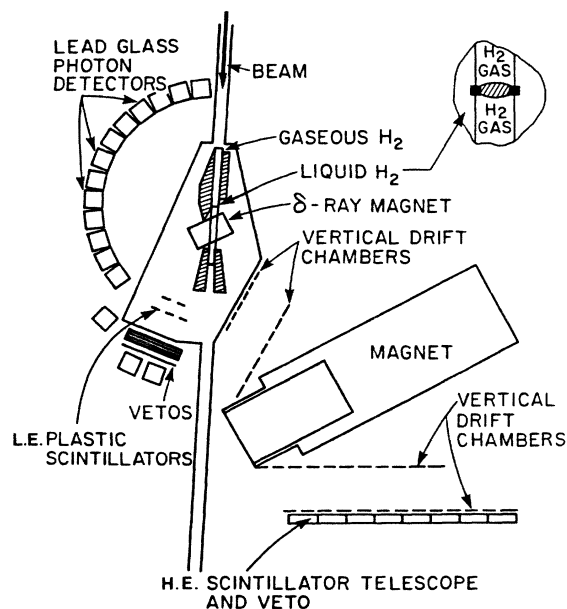 LEAD GLASS
PHOTON
DETECTORS
BEAM
H2
GAS
H2
GAS
GASEOUS H2
LIQUID H2
δ-RAY MAGNET
VERTICAL DRIFT
CHAMBERS
MAGNET
VETOS
L.E. PLASTIC
SCINTILLATORS
VERTICAL
DRIFT
CHAMBERS
H.E. SCINTILLATOR TELESCOPE
AND VETO